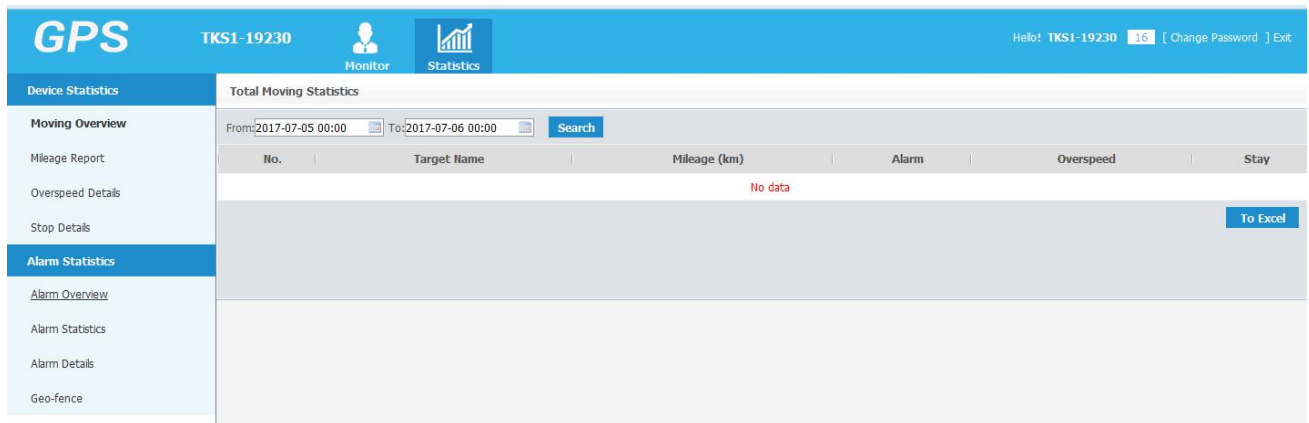 GPS TKS1-19230 Monitor Statistics Hello! TKS1-19230 16 [ Change Password ] Exit
Device Statistics
Moving Overview
Mileage Report
Overspeed Details
Stop Details
Alarm Statistics
Alarm Overview
Alarm Statistics
Alarm Details
Geo-fence
Total Moving Statistics
From:2017-07-05 00:00 To:2017-07-06 00:00 Search
No. Target Name Mileage (km) Alarm Overspeed Stay
No data
To Excel